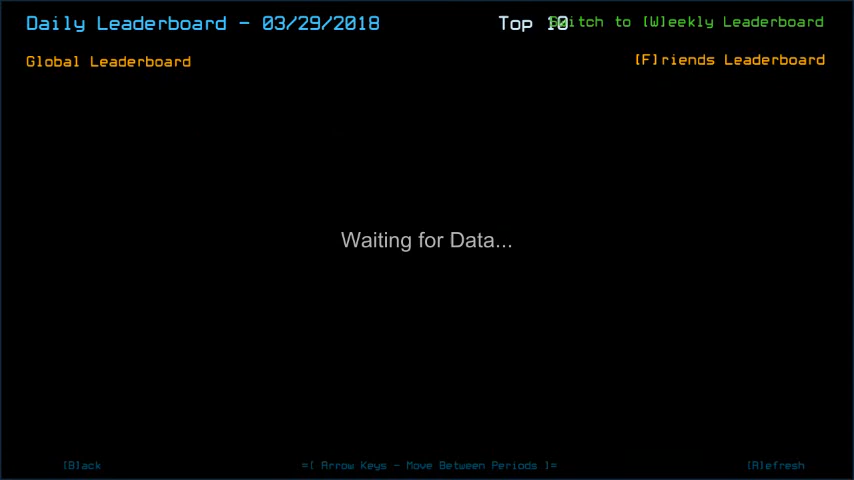 Daily Leaderboard - 03/29/2018
Top 10
Switch to [W]eekly Leaderboard
Global Leaderboard
[F]riends Leaderboard
Waiting for Data...
[B]ack
=[ Arrow Keys - Move Between Periods ]=
[R]efresh